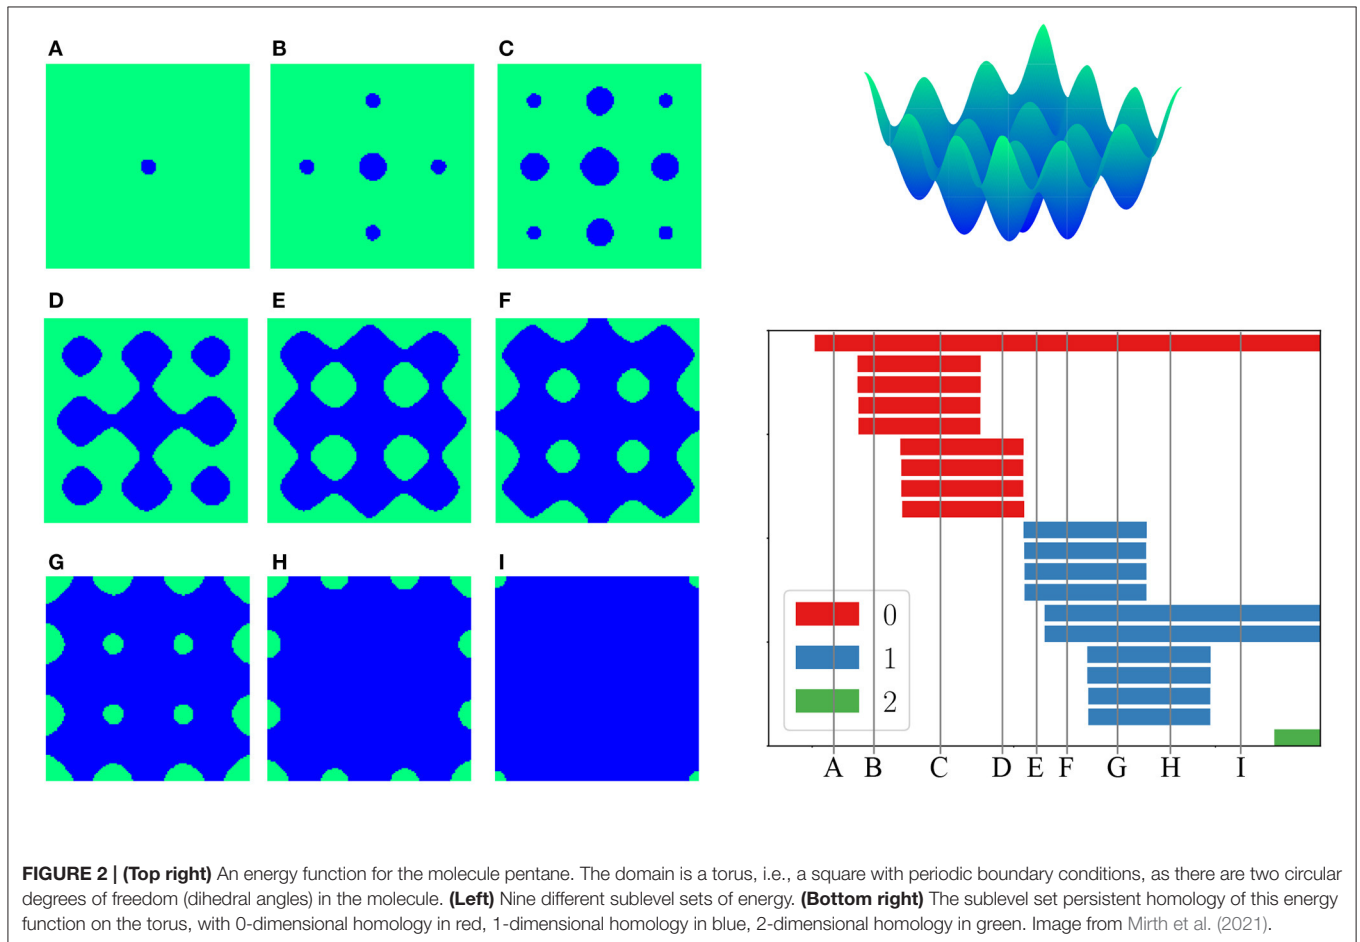 A
B
C
D
E
F
G
H
I
0
1
2
A B C D E F G H I
FIGURE 2 | (Top right) An energy function for the molecule pentane. The domain is a torus, i.e., a square with periodic boundary conditions, as there are two circular
degrees of freedom (dihedral angles) in the molecule. (Left) Nine different sublevel sets of energy. (Bottom right) The sublevel set persistent homology of this energy
function on the torus, with 0-dimensional homology in red, 1-dimensional homology in blue, 2-dimensional homology in green. Image from Mirth et al. (2021).